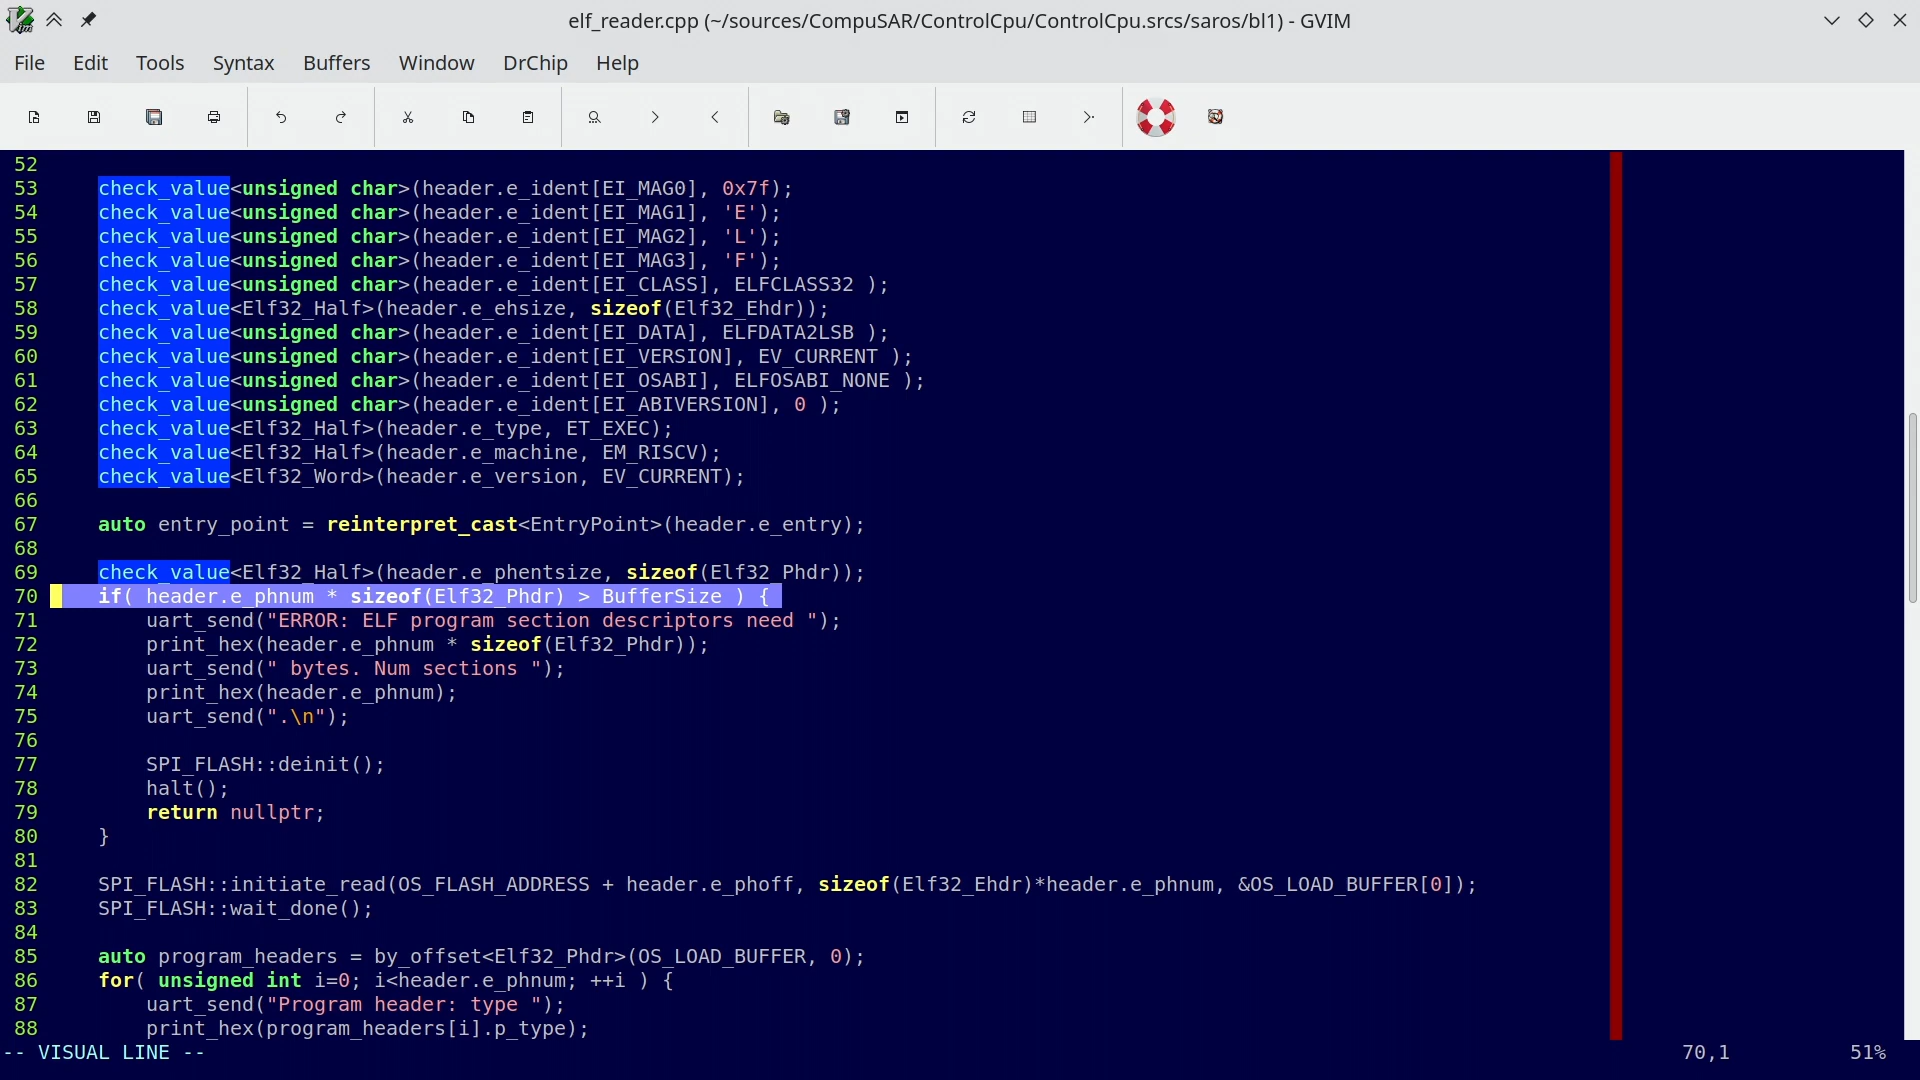 elf_reader.cpp (~/sources/CompuSAR/ControlCpu/ControlCpu.srcs/saros/bl1) - GVIM
File Edit Tools Syntax Buffers Window DrChip Help
52
53     check_value<unsigned char>(header.e_ident[EI_MAG0], 0x7f);
54     check_value<unsigned char>(header.e_ident[EI_MAG1], 'E');
55     check_value<unsigned char>(header.e_ident[EI_MAG2], 'L');
56     check_value<unsigned char>(header.e_ident[EI_MAG3], 'F');
57     check_value<unsigned char>(header.e_ident[EI_CLASS], ELFCLASS32 );
58     check_value<Elf32_Half>(header.e_ehsize, sizeof(Elf32_Ehdr));
59     check_value<unsigned char>(header.e_ident[EI_DATA], ELFDATA2LSB );
60     check_value<unsigned char>(header.e_ident[EI_VERSION], EV_CURRENT );
61     check_value<unsigned char>(header.e_ident[EI_OSABI], ELFOSABI_NONE );
62     check_value<unsigned char>(header.e_ident[EI_ABIVERSION], 0 );
63     check_value<Elf32_Half>(header.e_type, ET_EXEC);
64     check_value<Elf32_Half>(header.e_machine, EM_RISCV);
65     check_value<Elf32_Word>(header.e_version, EV_CURRENT);
66
67     auto entry_point = reinterpret_cast<EntryPoint>(header.e_entry);
68
69     check_value<Elf32_Half>(header.e_phentsize, sizeof(Elf32_Phdr));
70     if( header.e_phnum * sizeof(Elf32_Phdr) > BufferSize ) {
71         uart_send("ERROR: ELF program section descriptors need ");
72         print_hex(header.e_phnum * sizeof(Elf32_Phdr));
73         uart_send(" bytes. Num sections ");
74         print_hex(header.e_phnum);
75         uart_send(".\n");
76
77         SPI_FLASH::deinit();
78         halt();
79         return nullptr;
80     }
81
82     SPI_FLASH::initiate_read(OS_FLASH_ADDRESS + header.e_phoff, sizeof(Elf32_Ehdr)*header.e_phnum, &OS_LOAD_BUFFER[0]);
83     SPI_FLASH::wait_done();
84
85     auto program_headers = by_offset<Elf32_Phdr>(OS_LOAD_BUFFER, 0);
86     for( unsigned int i=0; i<header.e_phnum; ++i ) {
87         uart_send("Program header: type ");
88         print_hex(program_headers[i].p_type);
-- VISUAL LINE -- 70,1 51%